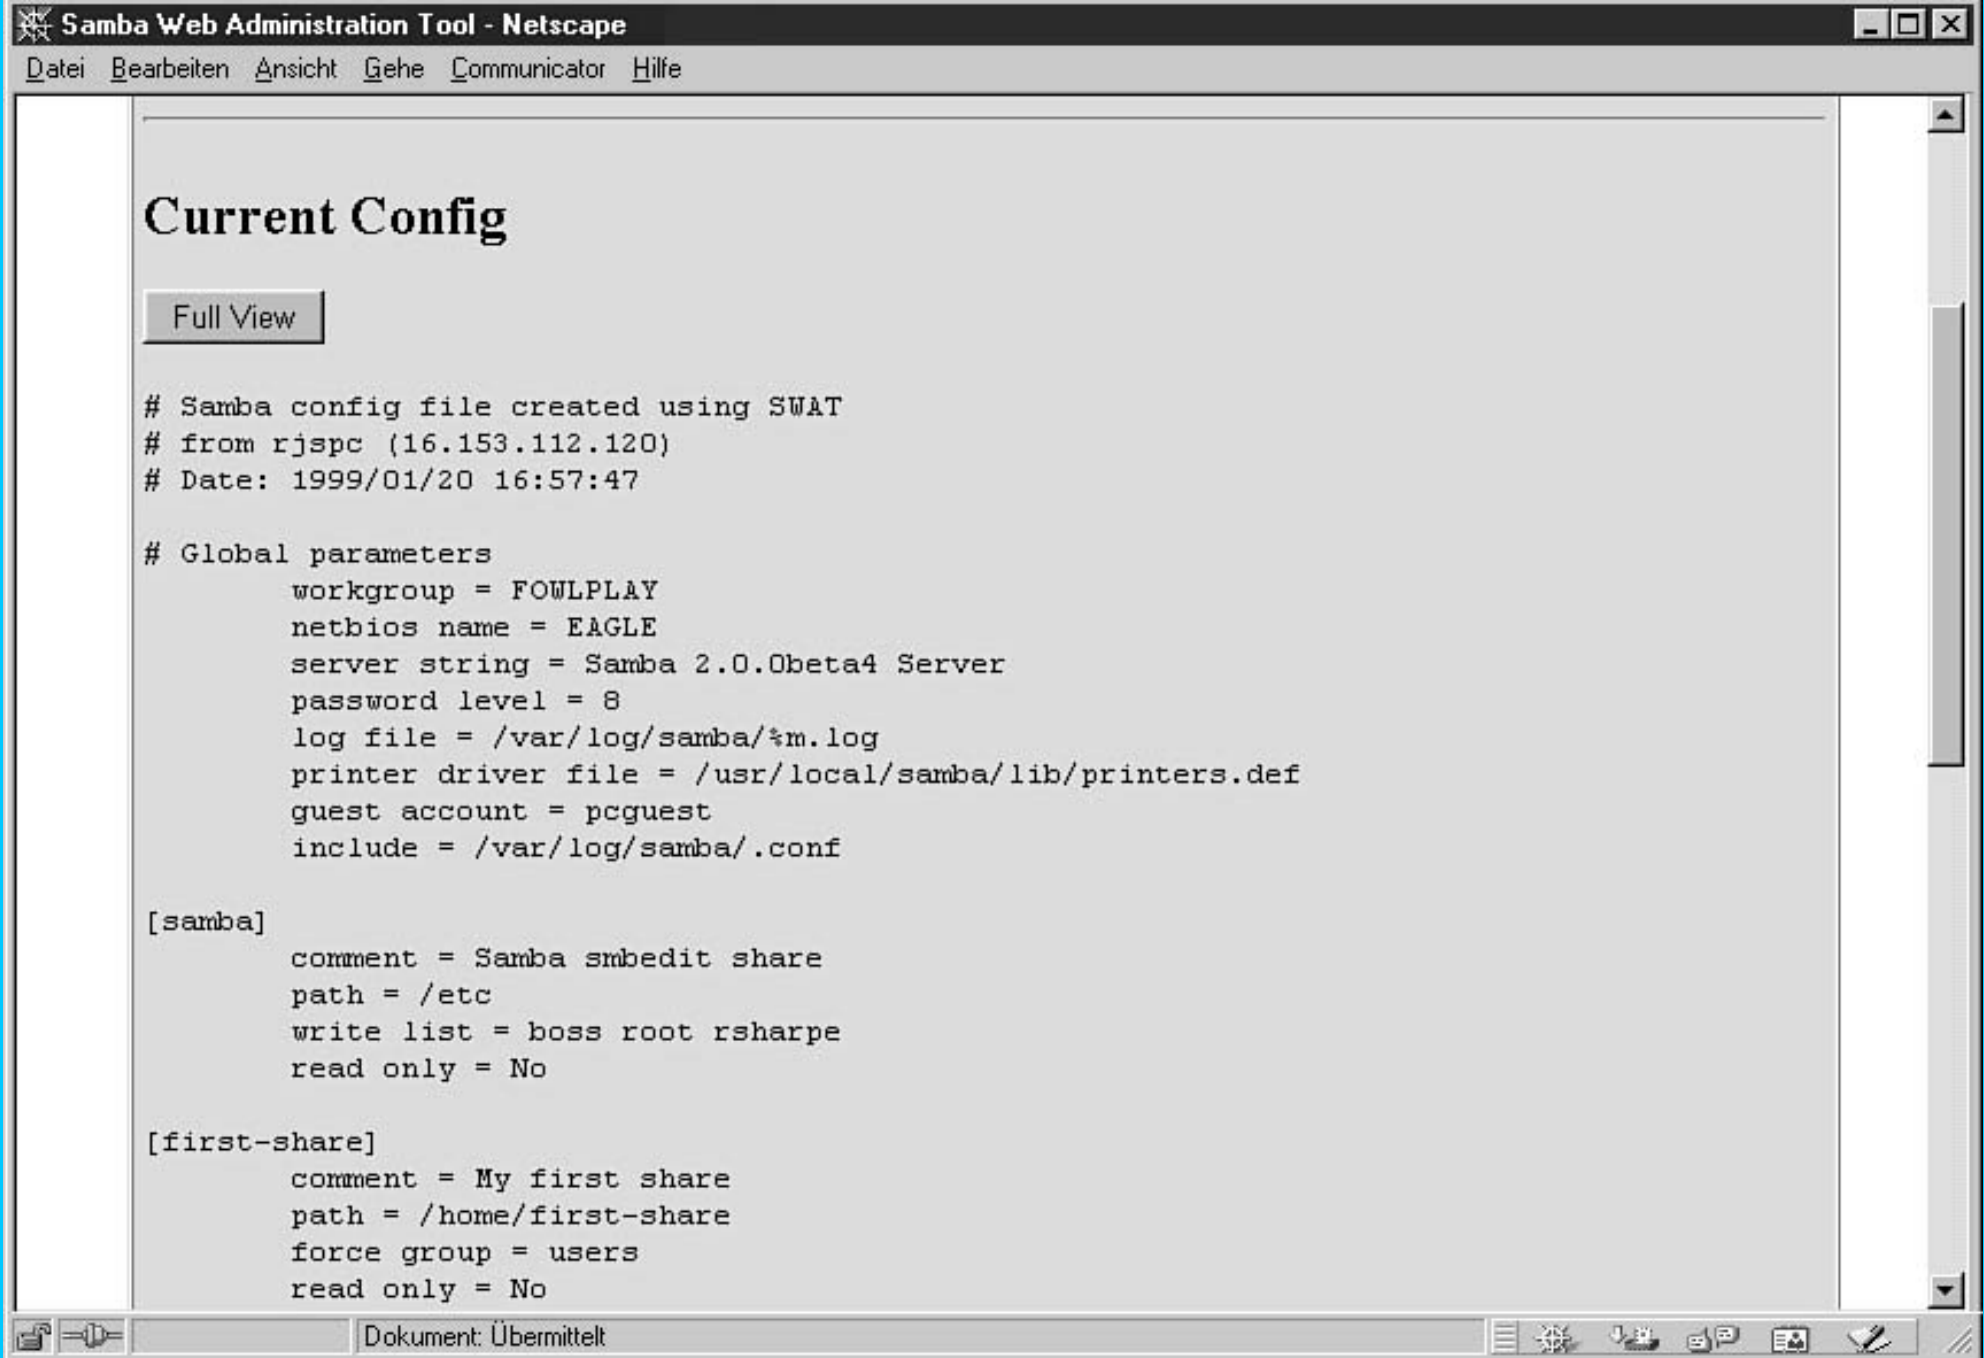 Samba Web Administration Tool - Netscape
Datei Bearbeiten Ansicht Gehe Communicator Hilfe
Current Config
Full View
# Samba config file created using SWAT
# from rjspc (16.153.112.120)
# Date: 1999/01/20 16:57:47
# Global parameters
workgroup = FOWLPLAY
netbios name = EAGLE
server string = Samba 2.0.0beta4 Server
password level = 8
log file = /var/log/samba/%m.log
printer driver file = /usr/local/samba/lib/printers.def
guest account = pcguest
include = /var/log/samba/.conf
[samba]
comment = Samba smbedit share
path = /etc
write list = boss root rsharpe
read only = No
[first-share]
comment = My first share
path = /home/first-share
force group = users
read only = No
Dokument: Übermittelt